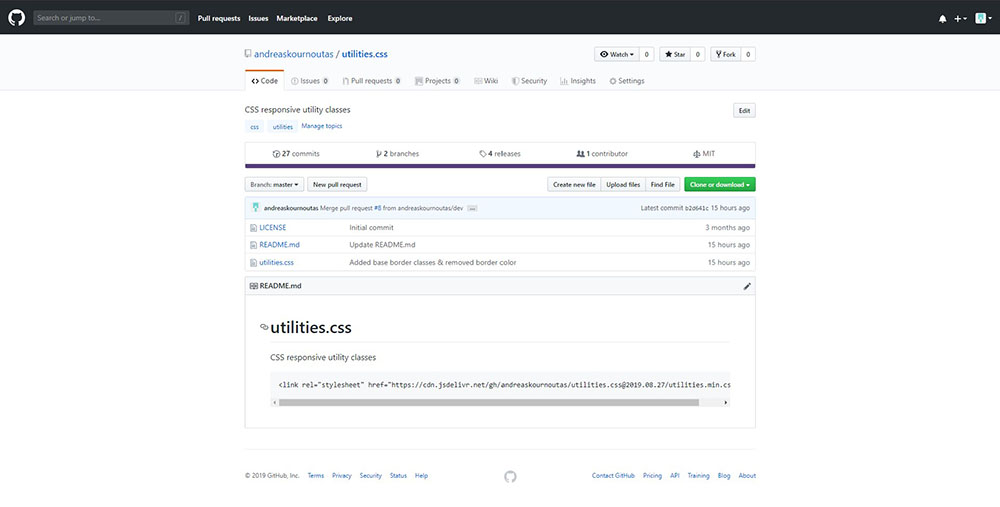 Search or jump to... / Pull requests Issues Marketplace Explore
andreaskournoutas / utilities.css Watch 0 Star 0 Fork 0
Code Issues 0 Pull requests 0 Projects 0 Wiki Security Insights Settings
CSS responsive utility classes Edit
css utilities Manage topics
27 commits 2 branches 4 releases 1 contributor MIT
Branch: master New pull request Create new file Upload files Find File Clone or download
andreaskournoutas Merge pull request #8 from andreaskournoutas/dev ... Latest commit b2d641c 15 hours ago
LICENSE Initial commit 3 months ago
README.md Update README.md 15 hours ago
utilities.css Added base border classes & removed border color 15 hours ago
README.md
utilities.css
CSS responsive utility classes
<link rel="stylesheet" href="https://cdn.jsdelivr.net/gh/andreaskournoutas/utilities.css@2019.08.27/utilities.min.cs
© 2019 GitHub, Inc. Terms Privacy Security Status Help Contact GitHub Pricing API Training Blog About